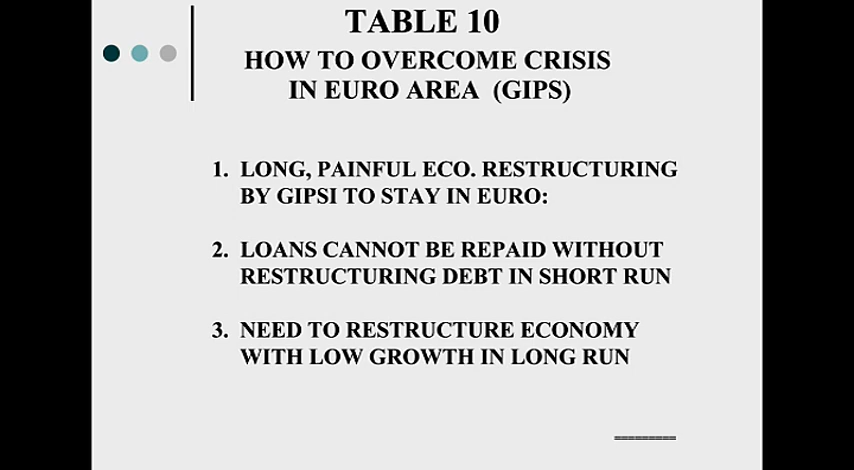 TABLE 10
HOW TO OVERCOME CRISIS
IN EURO AREA (GIPS)
1. LONG, PAINFUL ECO. RESTRUCTURING
BY GIPSI TO STAY IN EURO:
2. LOANS CANNOT BE REPAID WITHOUT
RESTRUCTURING DEBT IN SHORT RUN
3. NEED TO RESTRUCTURE ECONOMY
WITH LOW GROWTH IN LONG RUN